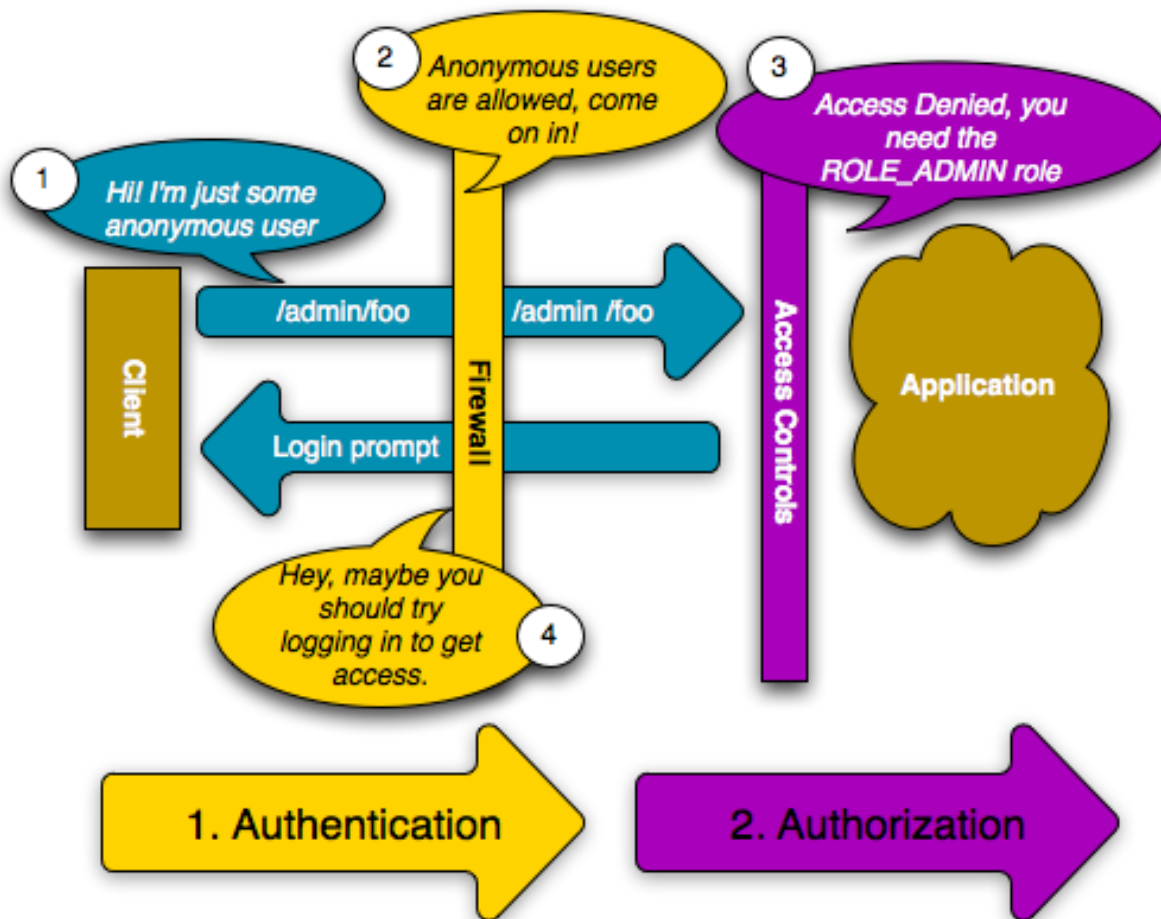 1
Hi! I'm just some
anonymous user
2
Anonymous users
are allowed, come
on in!
3
Access Denied, you
need the
ROLE_ADMIN role
Client
/admin/foo
/admin /foo
Firewall
Login prompt
Access Controls
Application
Hey, maybe you
should try
logging in to get
access.
4
1. Authentication
2. Authorization